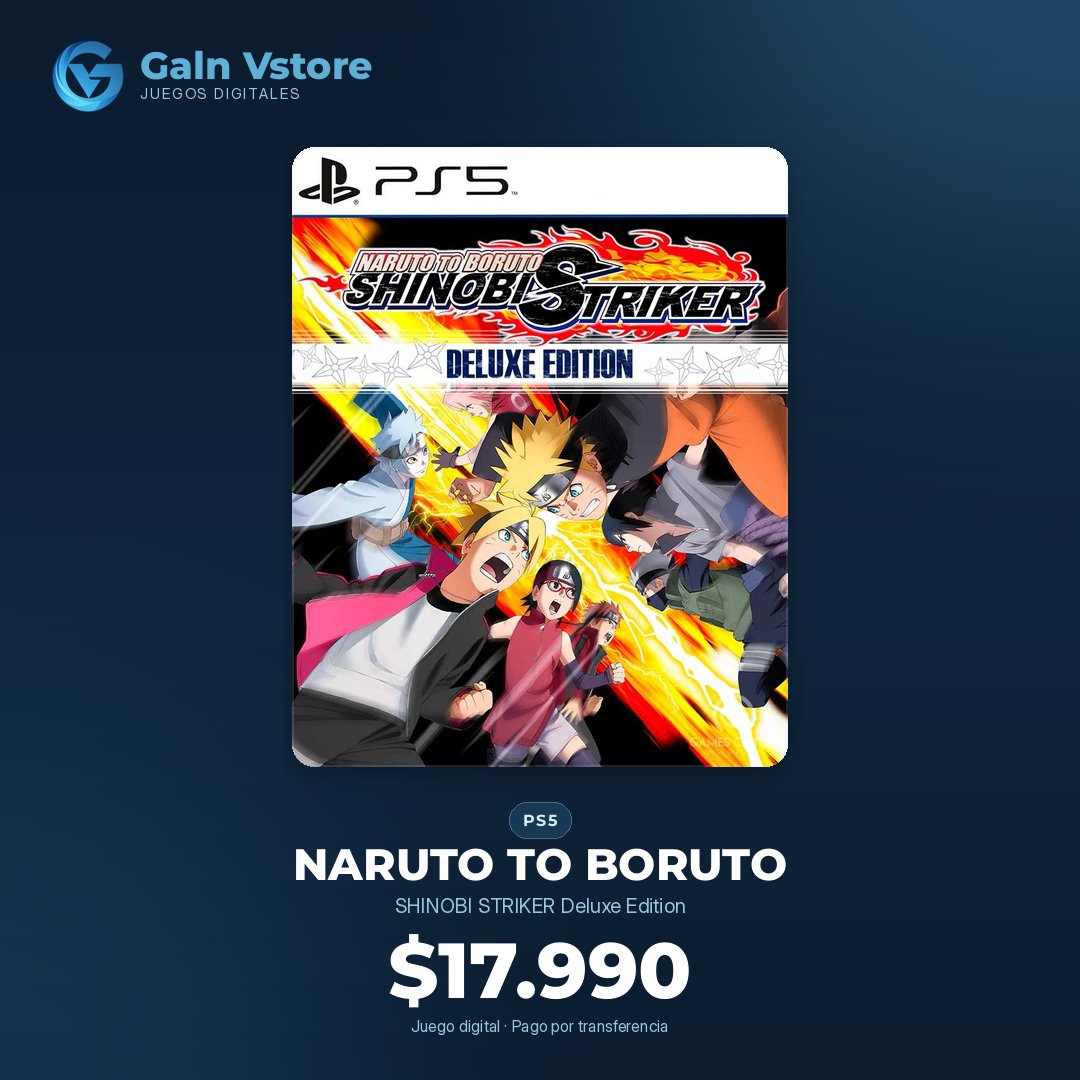 GaIn Vstore
JUEGOS DIGITALES
PS5
NARUTO TO BORUTO
SHINOBI STRIKER
DELUXE EDITION
PS5
NARUTO TO BORUTO
SHINOBI STRIKER Deluxe Edition
$17.990
Juego digital · Pago por transferencia